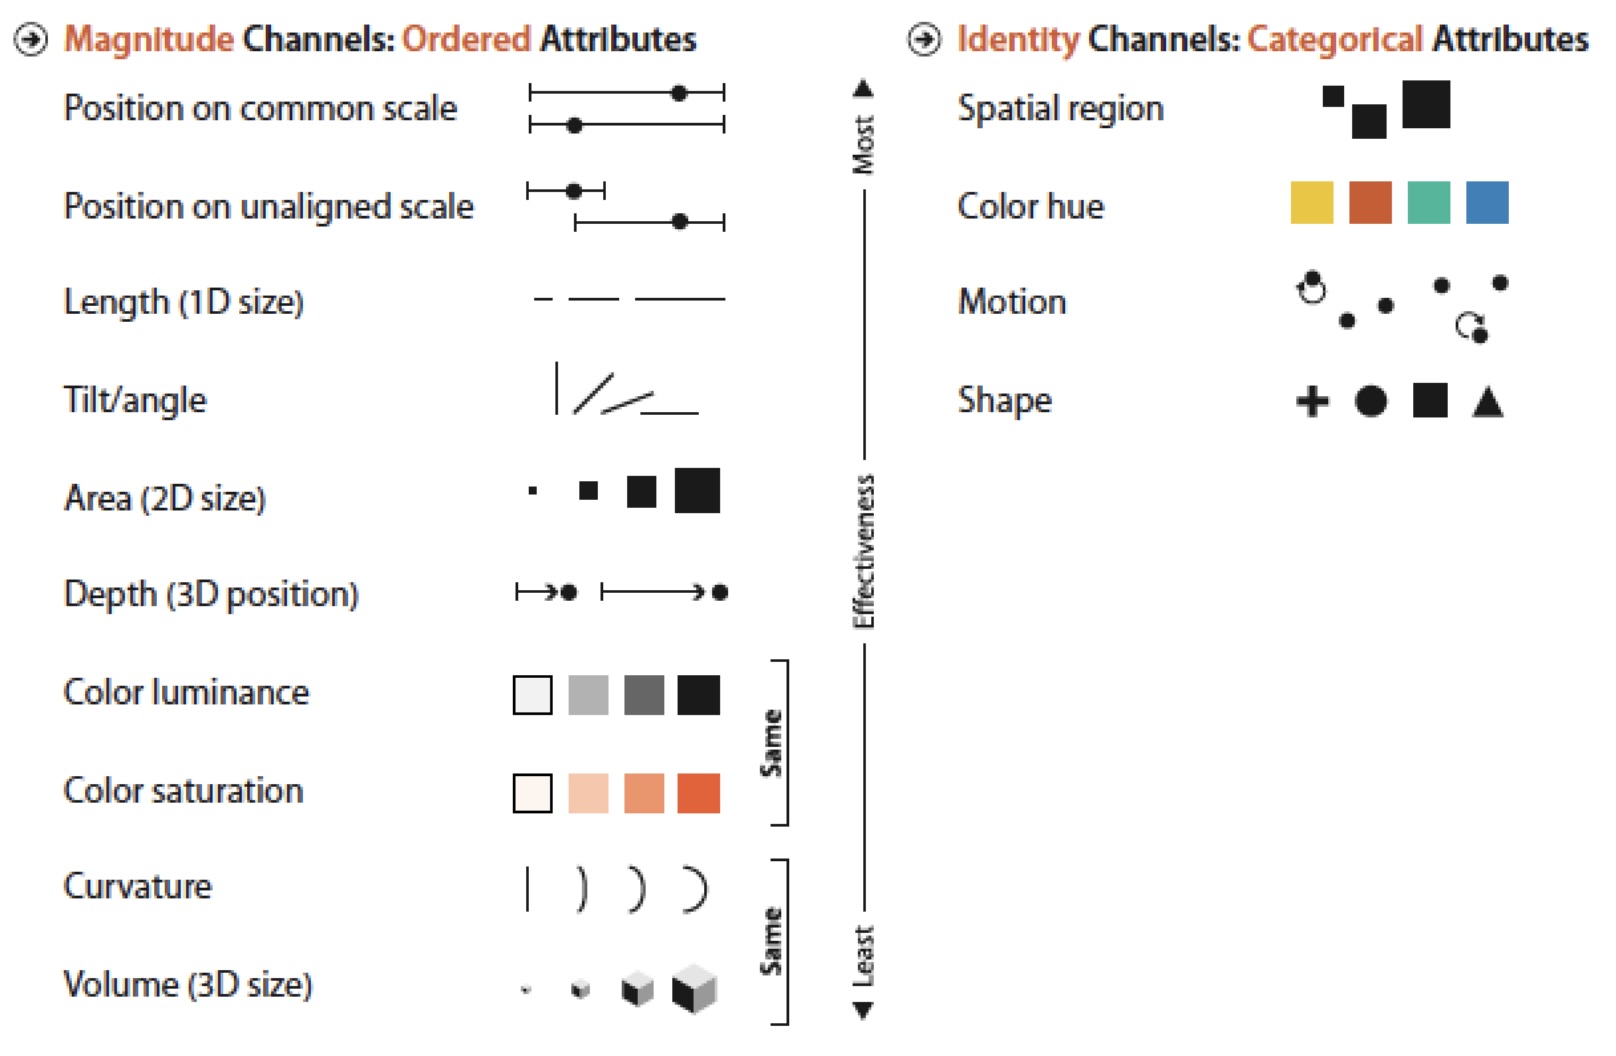 Magnitude Channels: Ordered Attributes
Position on common scale
Position on unaligned scale
Length (1D size)
Tilt/angle
Area (2D size)
Depth (3D position)
Color luminance
Color saturation
Curvature
Volume (3D size)
Same
Same
Most
Effectiveness
Least
Identity Channels: Categorical Attributes
Spatial region
Color hue
Motion
Shape